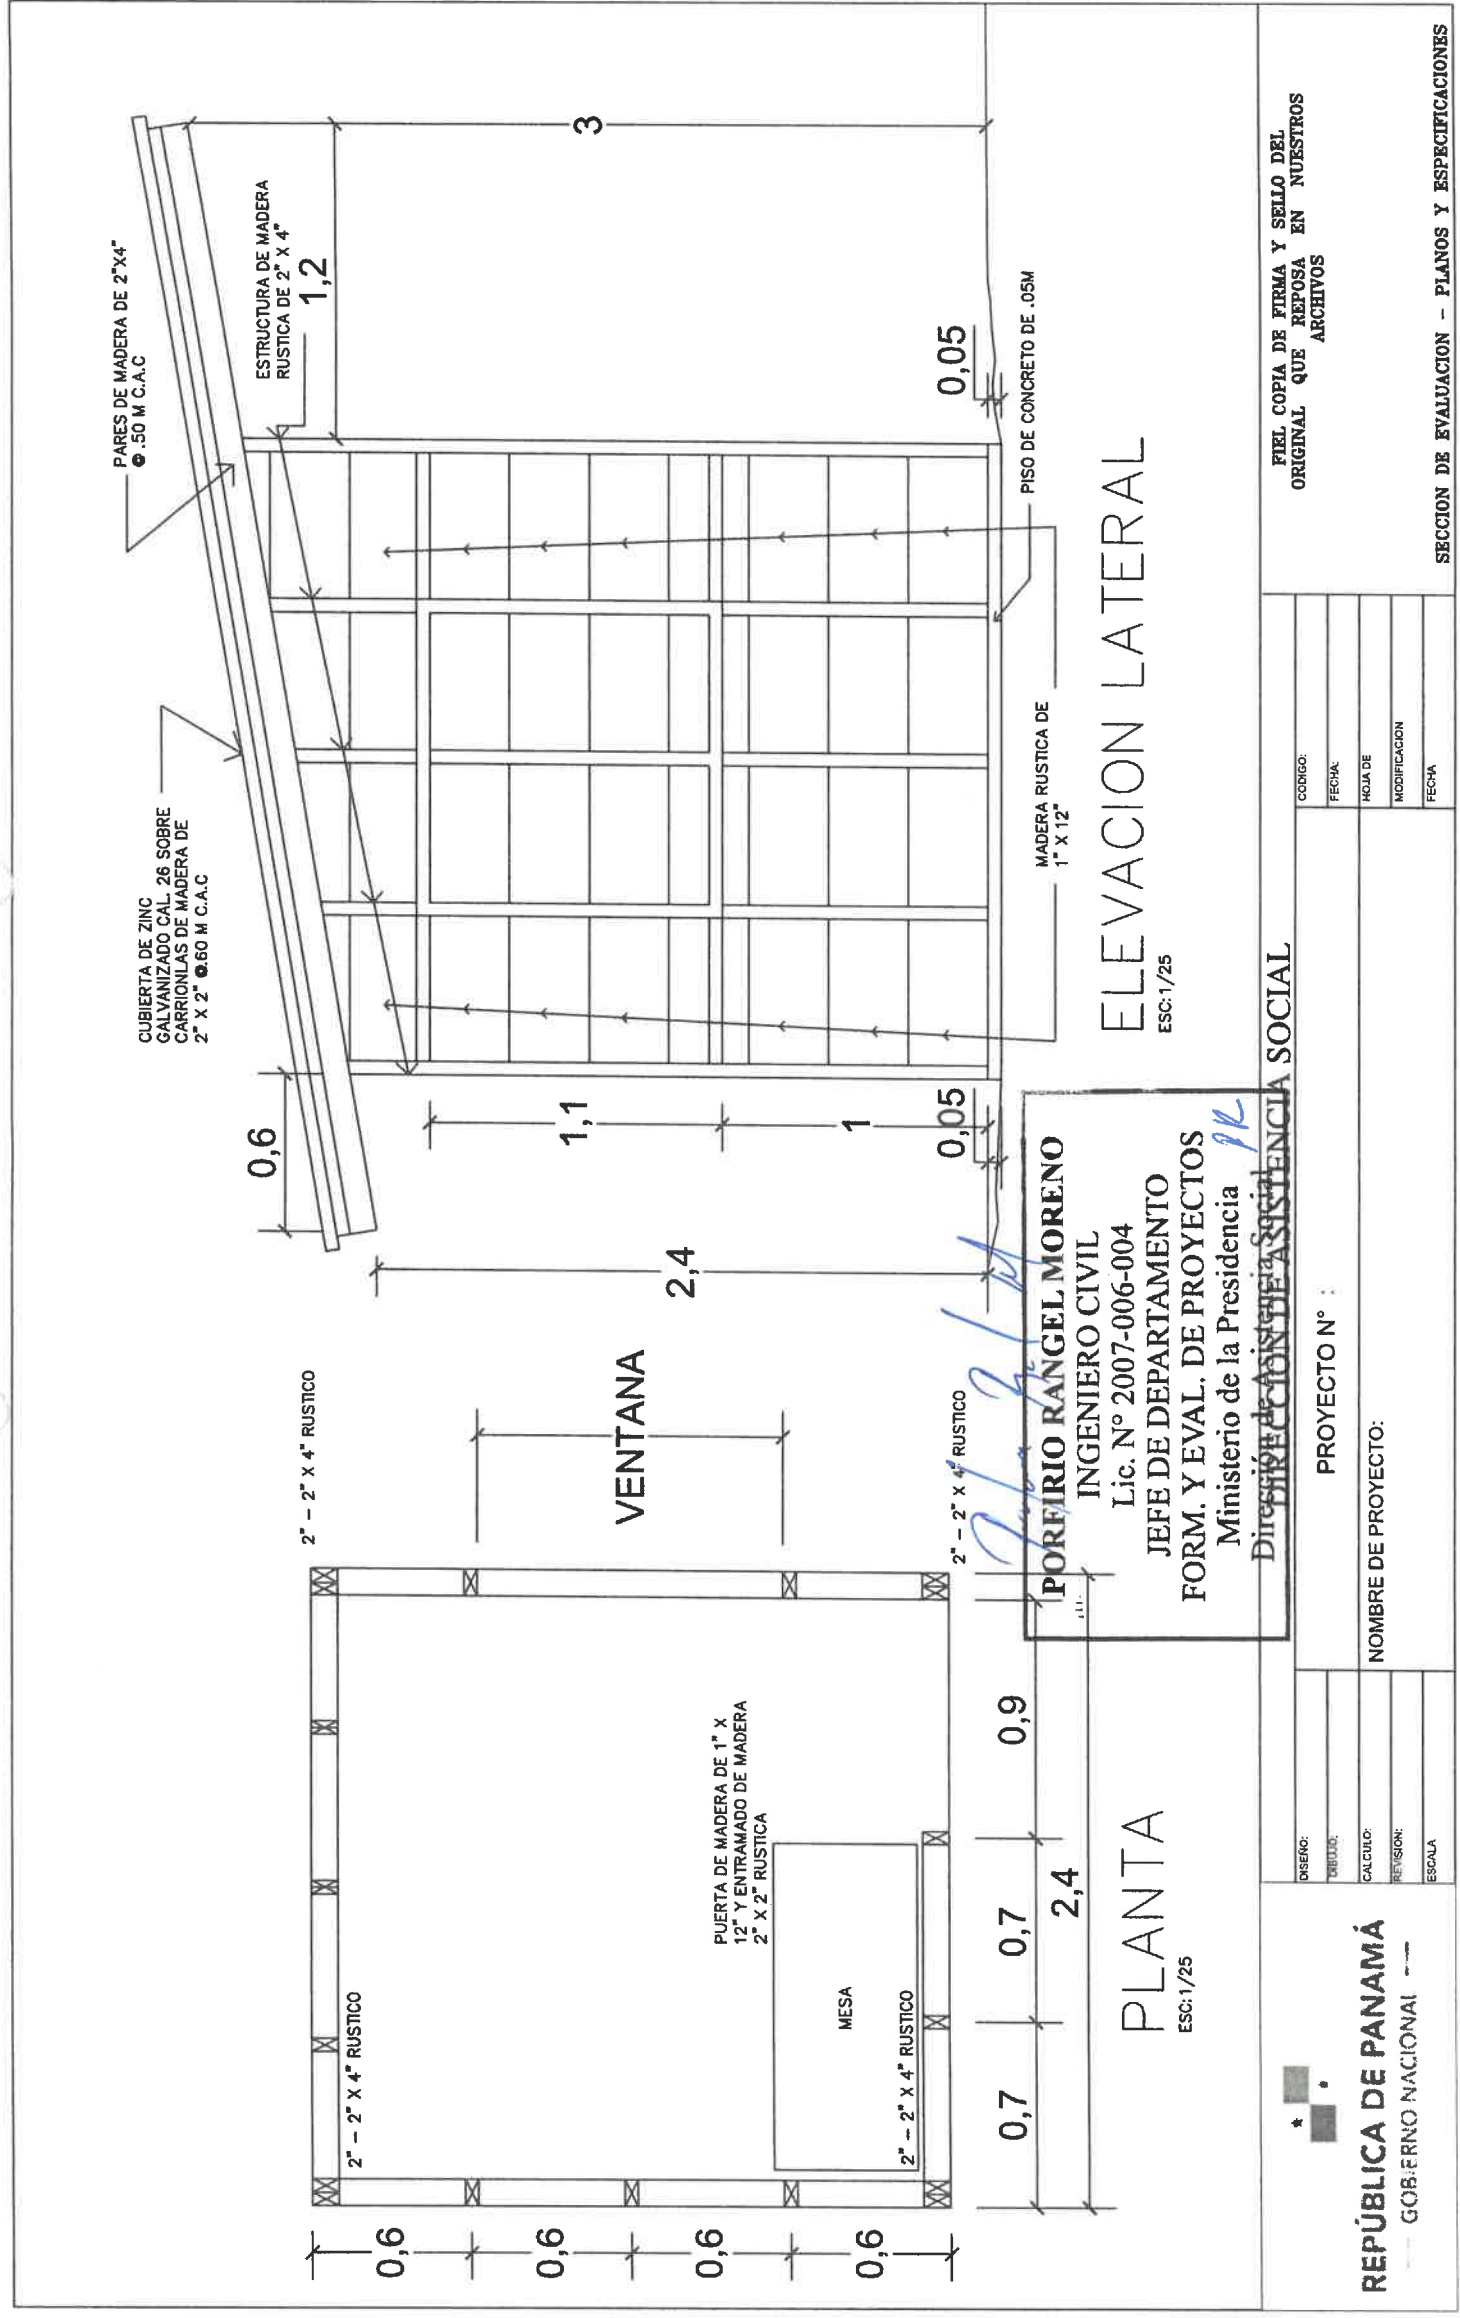 2" – 2" X 4" RUSTICO
2" – 2" X 4" RUSTICO
PUERTA DE MADERA DE 1" X
12" Y ENTRAMADO DE MADERA
2" X 2" RUSTICA
MESA
2" – 2" X 4" RUSTICO
2" – 2" X 4" RUSTICO
VENTANA
0,6
0,6
0,6
0,6
0,7
0,7
0,9
2,4
PLANTA
ESC:1/25
CUBIERTA DE ZINC
GALVANIZADO CAL. 26 SOBRE
CARRIONLAS DE MADERA DE
2" X 2" @.60 M C.A.C
PARES DE MADERA DE 2"X4"
@ .50 M C.A.C
ESTRUCTURA DE MADERA
RUSTICA DE 2" X 4"
0,6
1,2
2,4
1,1
1
0,05
3
0,05
PISO DE CONCRETO DE .05M
MADERA RUSTICA DE
1" X 12"
ELEVACION LATERAL
ESC:1/25
PORFIRIO RANGEL MORENO
INGENIERO CIVIL
Lic. N° 2007-006-004
JEFE DE DEPARTAMENTO
FORM. Y EVAL. DE PROYECTOS
Ministerio de la Presidencia
Dirección de Asistencia Social
DIRECCIÓN DE ASISTENCIA SOCIAL
REPÚBLICA DE PANAMÁ
GOBIERNO NACIONAL
DISEÑO:
DIBUJO:
CALCULO:
REVISION:
ESCALA
PROYECTO N° :
NOMBRE DE PROYECTO:
CODIGO:
FECHA:
HOJA DE
MODIFICACION
FECHA
FIEL COPIA DE FIRMA Y SELLO DEL
ORIGINAL QUE REPOSA EN NUESTROS
ARCHIVOS
SECCION DE EVALUACION – PLANOS Y ESPECIFICACIONES